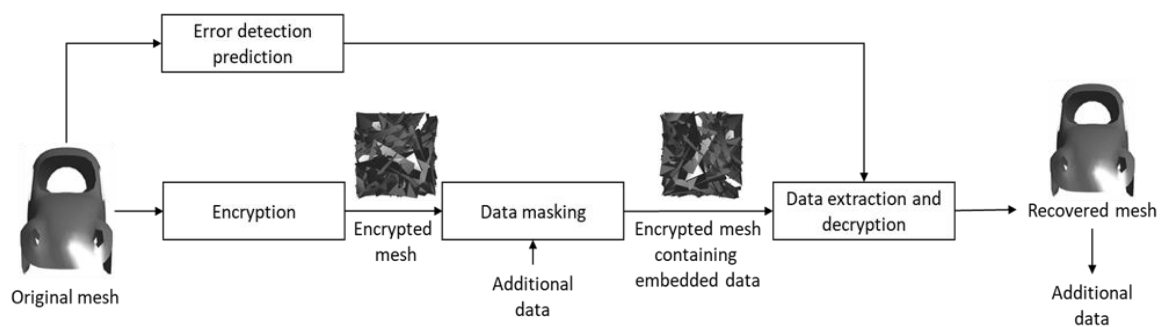 Error detection
prediction
Original mesh
Encryption
Encrypted
mesh
Data masking
Additional
data
Encrypted mesh
containing
embedded data
Data extraction and
decryption
Recovered mesh
Additional
data